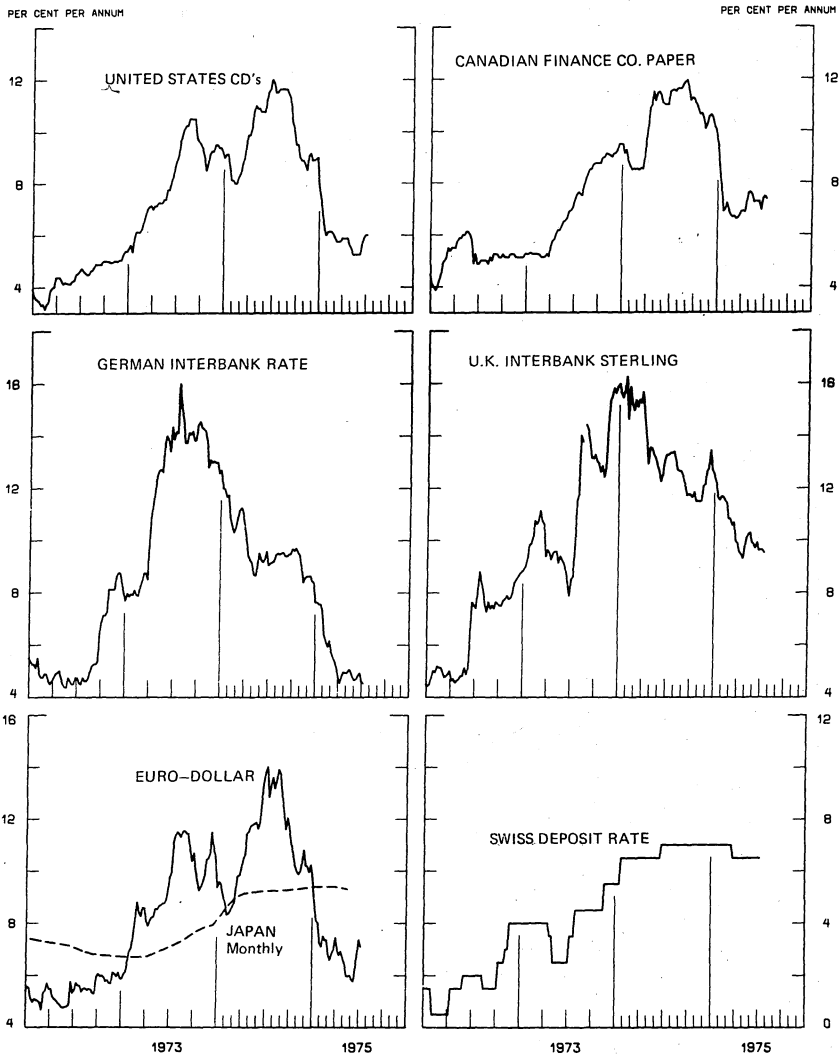 PER CENT PER ANNUM
PER CENT PER ANNUM
12
8
4
UNITED STATES CD's
CANADIAN FINANCE CO. PAPER
12
8
4
16
12
8
4
GERMAN INTERBANK RATE
U.K. INTERBANK STERLING
16
12
8
4
16
12
8
4
EURO-DOLLAR
JAPAN
Monthly
SWISS DEPOSIT RATE
12
8
4
0
1973
1975
1973
1975